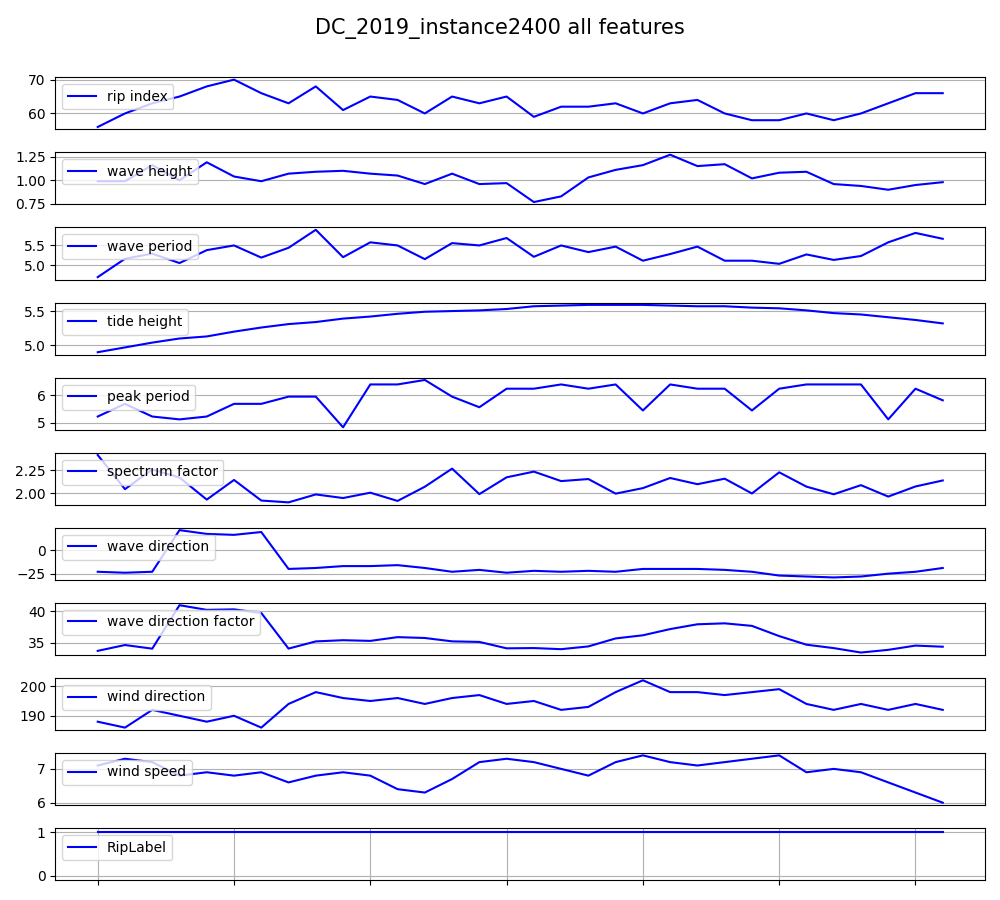 DC_2019_instance2400 all features
70
60
rip index
1.25
1.00
0.75
wave height
5.5
5.0
wave period
5.5
5.0
tide height
6
5
peak period
2.25
2.00
spectrum factor
0
−25
wave direction
40
35
wave direction factor
200
190
wind direction
7
6
wind speed
1
0
RipLabel